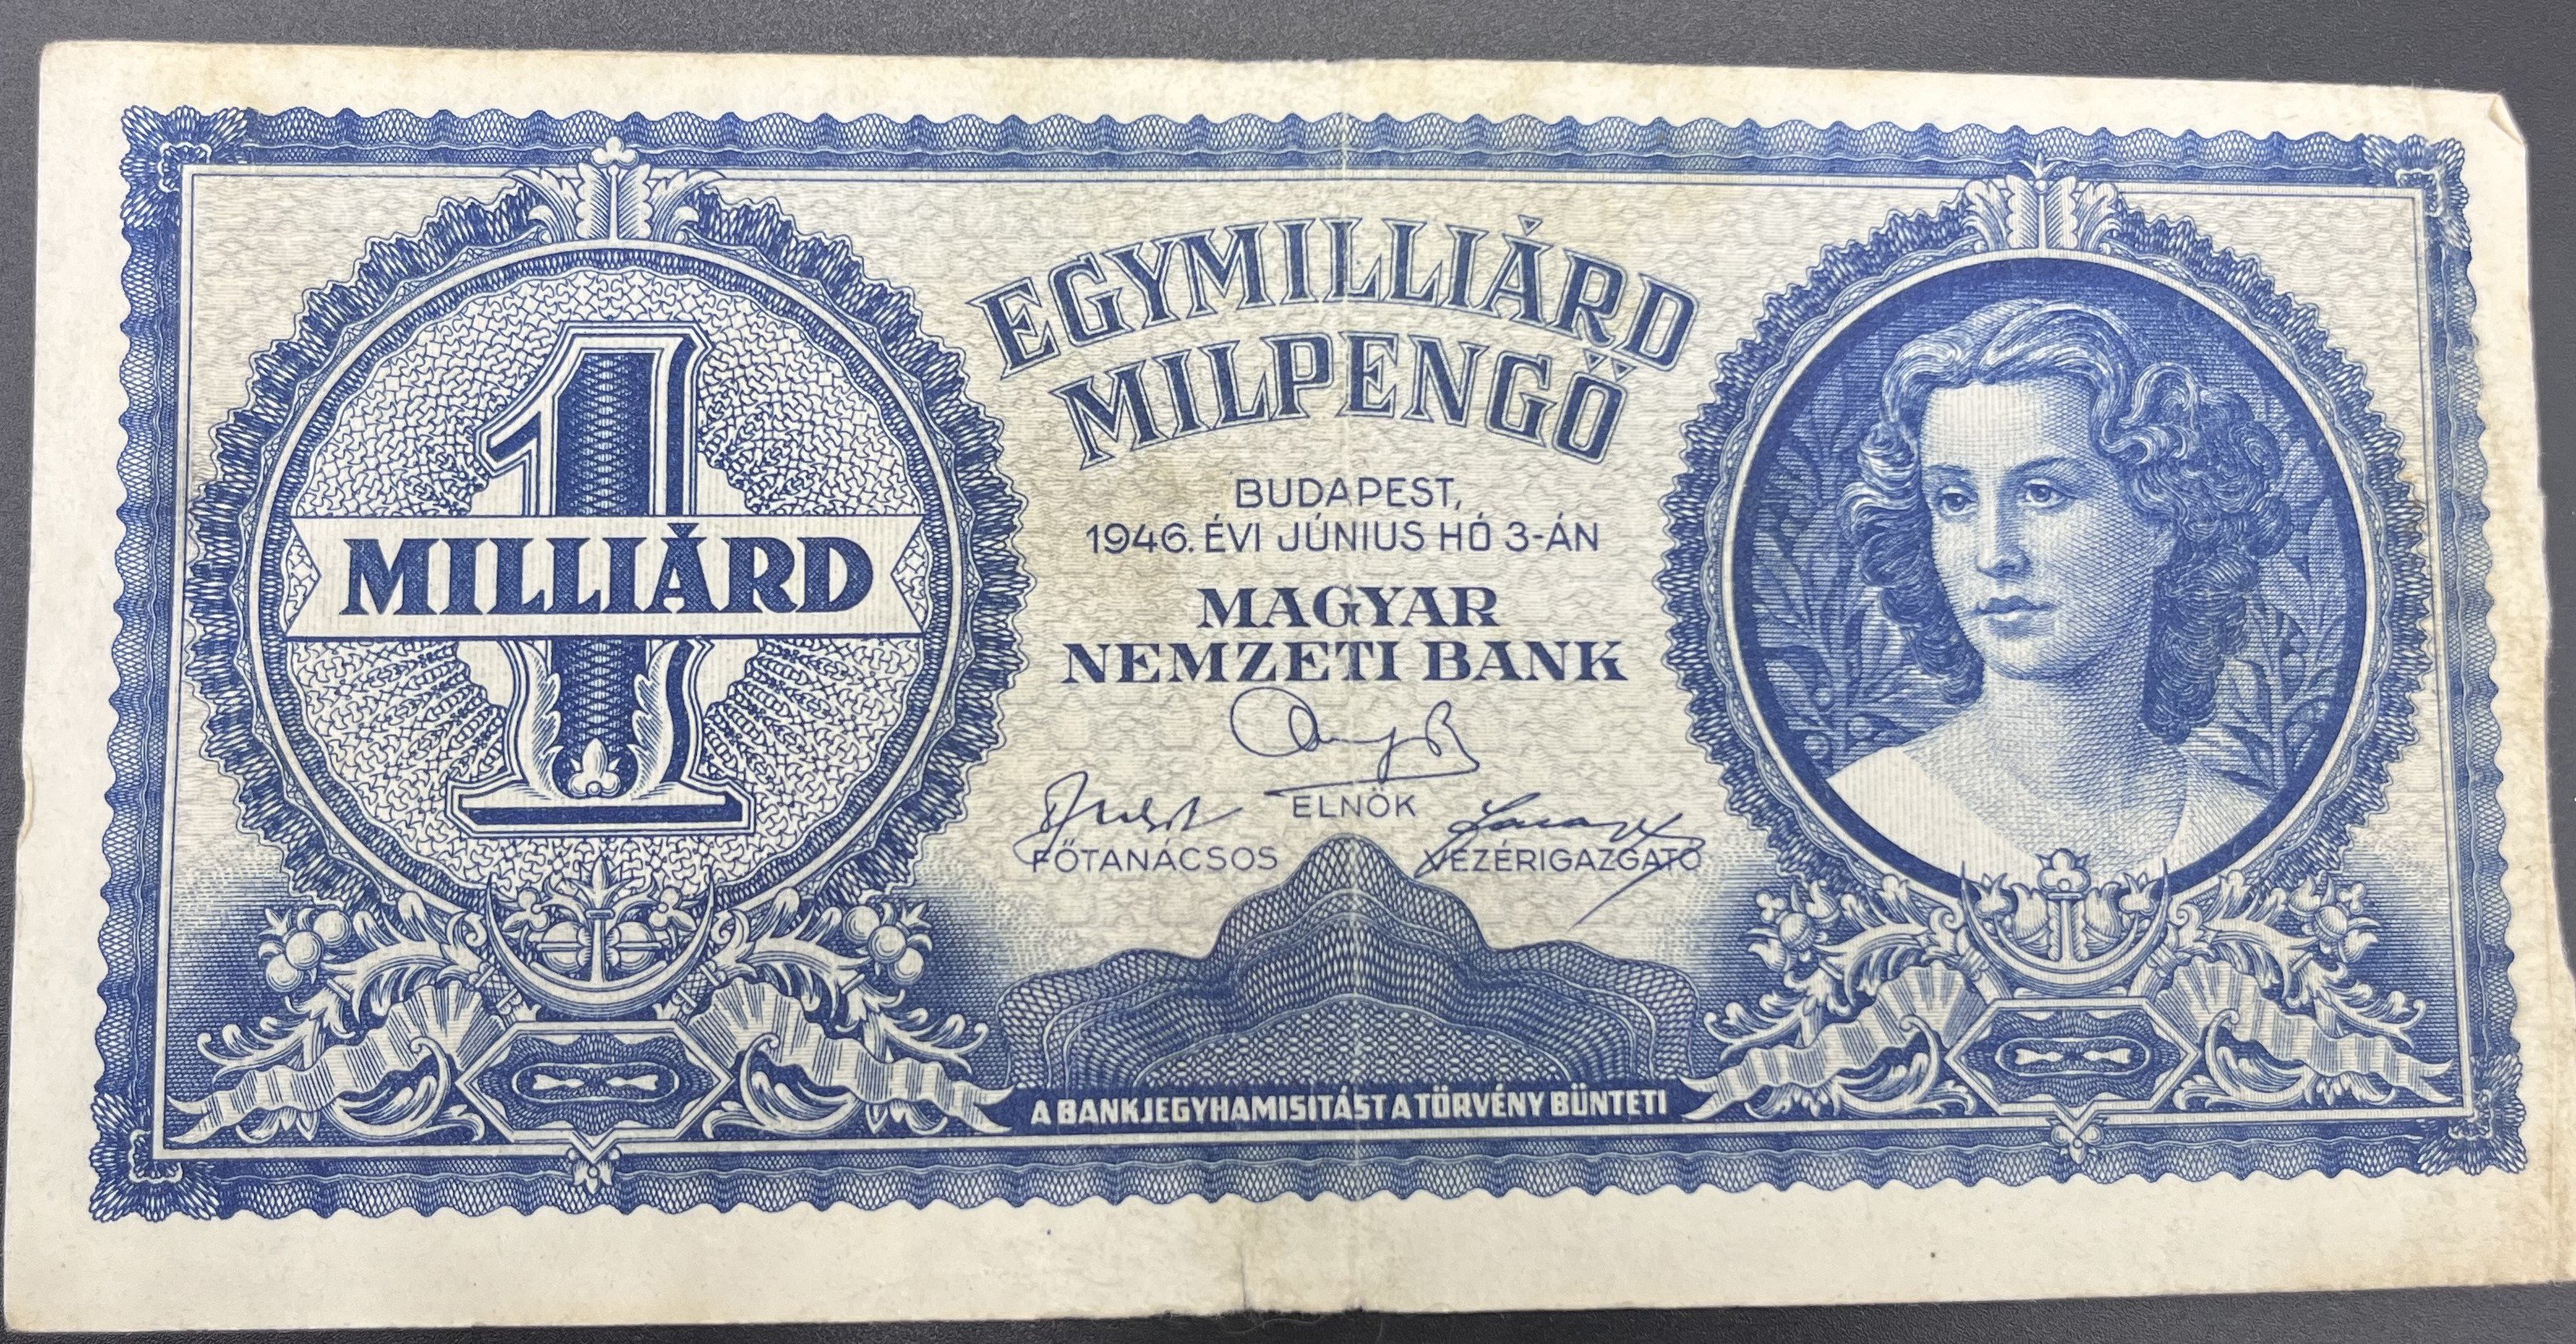 1
MILLIÁRD
EGYMILLIÁRD
MILPENGŐ
BUDAPEST,
1946. ÉVI JÚNIUS HÓ 3-ÁN
MAGYAR
NEMZETI BANK
ELNÖK
FŐTANÁCSOS
VEZÉRIGAZGATÓ
A BANKJEGYHAMISITÁST A TÖRVÉNY BÜNTETI